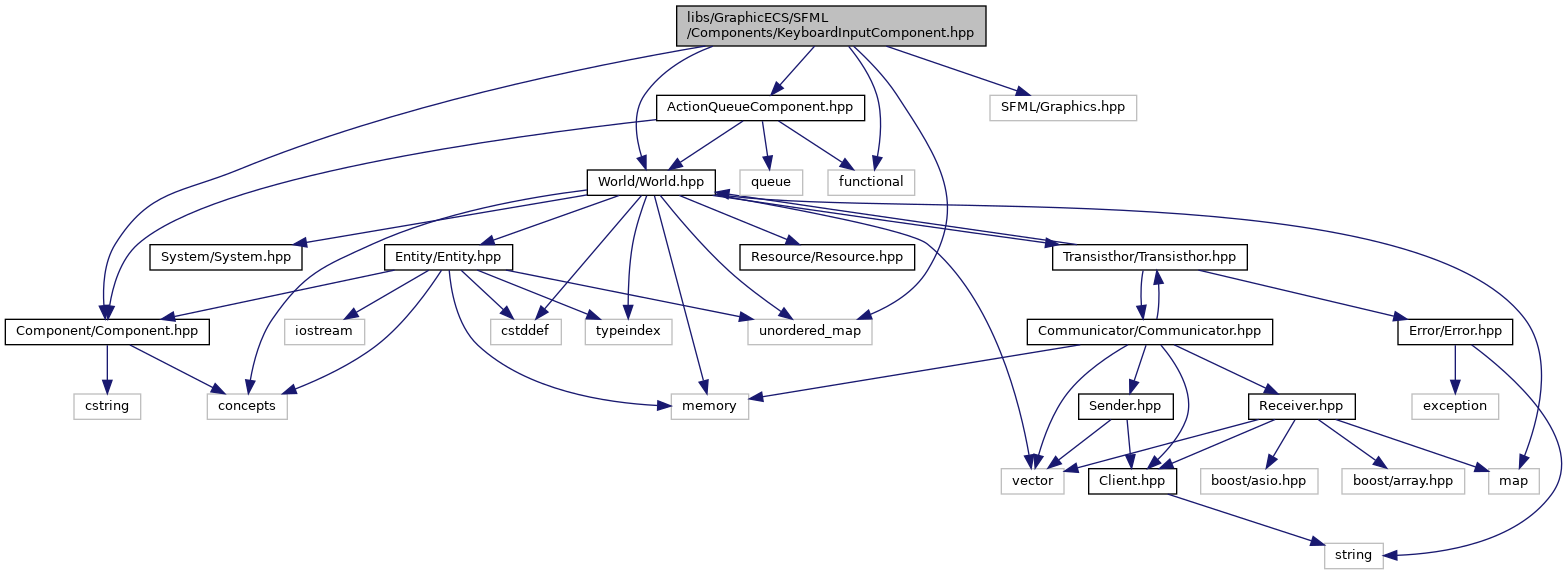 libs/GraphicECS/SFML
/Components/KeyboardInputComponent.hpp
ActionQueueComponent.hpp
SFML/Graphics.hpp
World/World.hpp
queue
functional
System/System.hpp
Entity/Entity.hpp
Resource/Resource.hpp
Transisthor/Transisthor.hpp
Component/Component.hpp
iostream
cstddef
typeindex
unordered_map
Communicator/Communicator.hpp
Error/Error.hpp
cstring
concepts
memory
Sender.hpp
Receiver.hpp
exception
vector
Client.hpp
boost/asio.hpp
boost/array.hpp
map
string